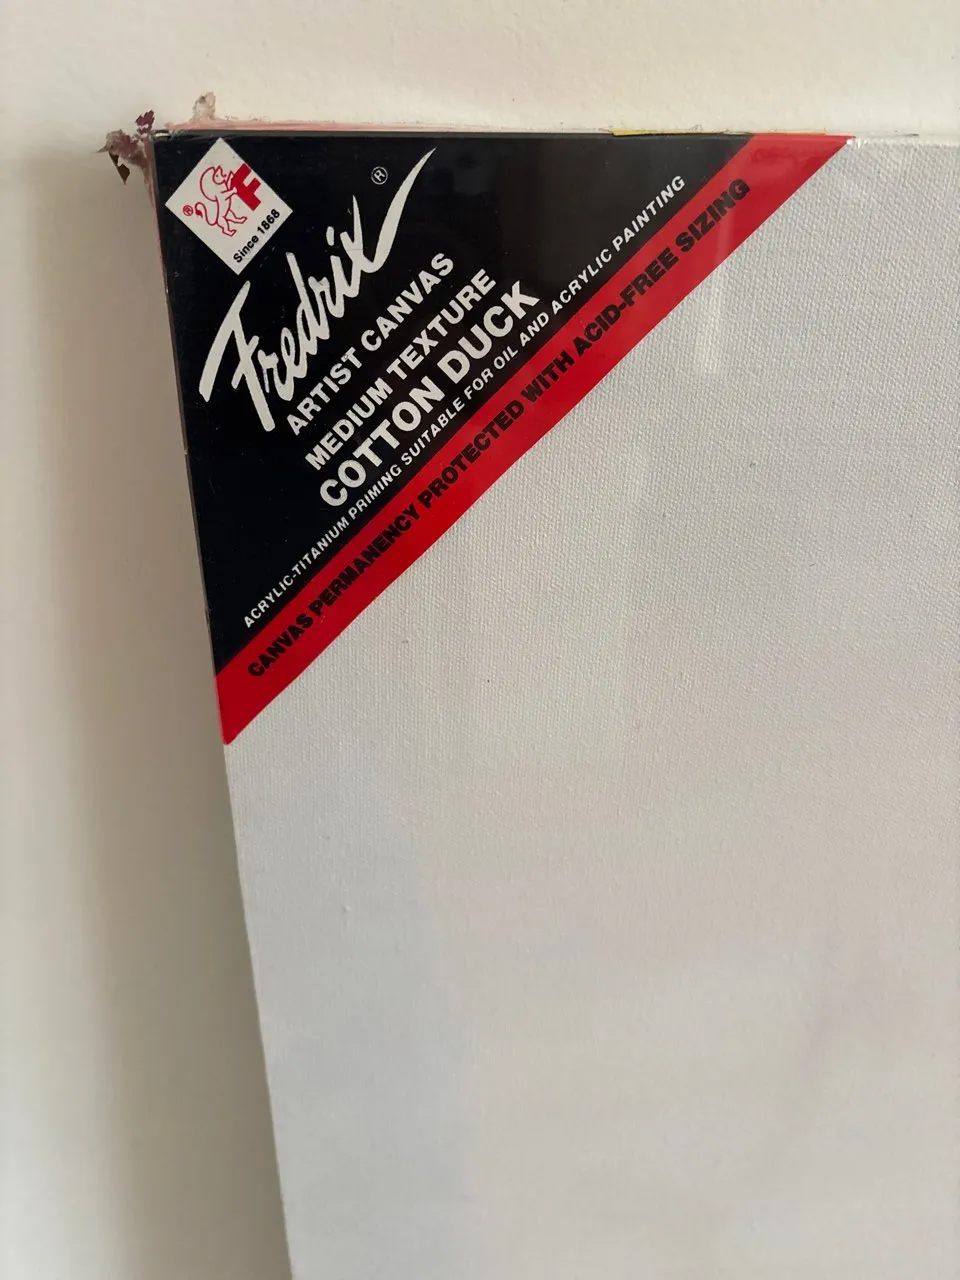 F
®
Since 1868
Fredrix ®
ARTIST CANVAS
MEDIUM TEXTURE
COTTON DUCK
ACRYLIC-TITANIUM PRIMING SUITABLE FOR OIL AND ACRYLIC PAINTING
CANVAS PERMANENCY PROTECTED WITH ACID-FREE SIZING